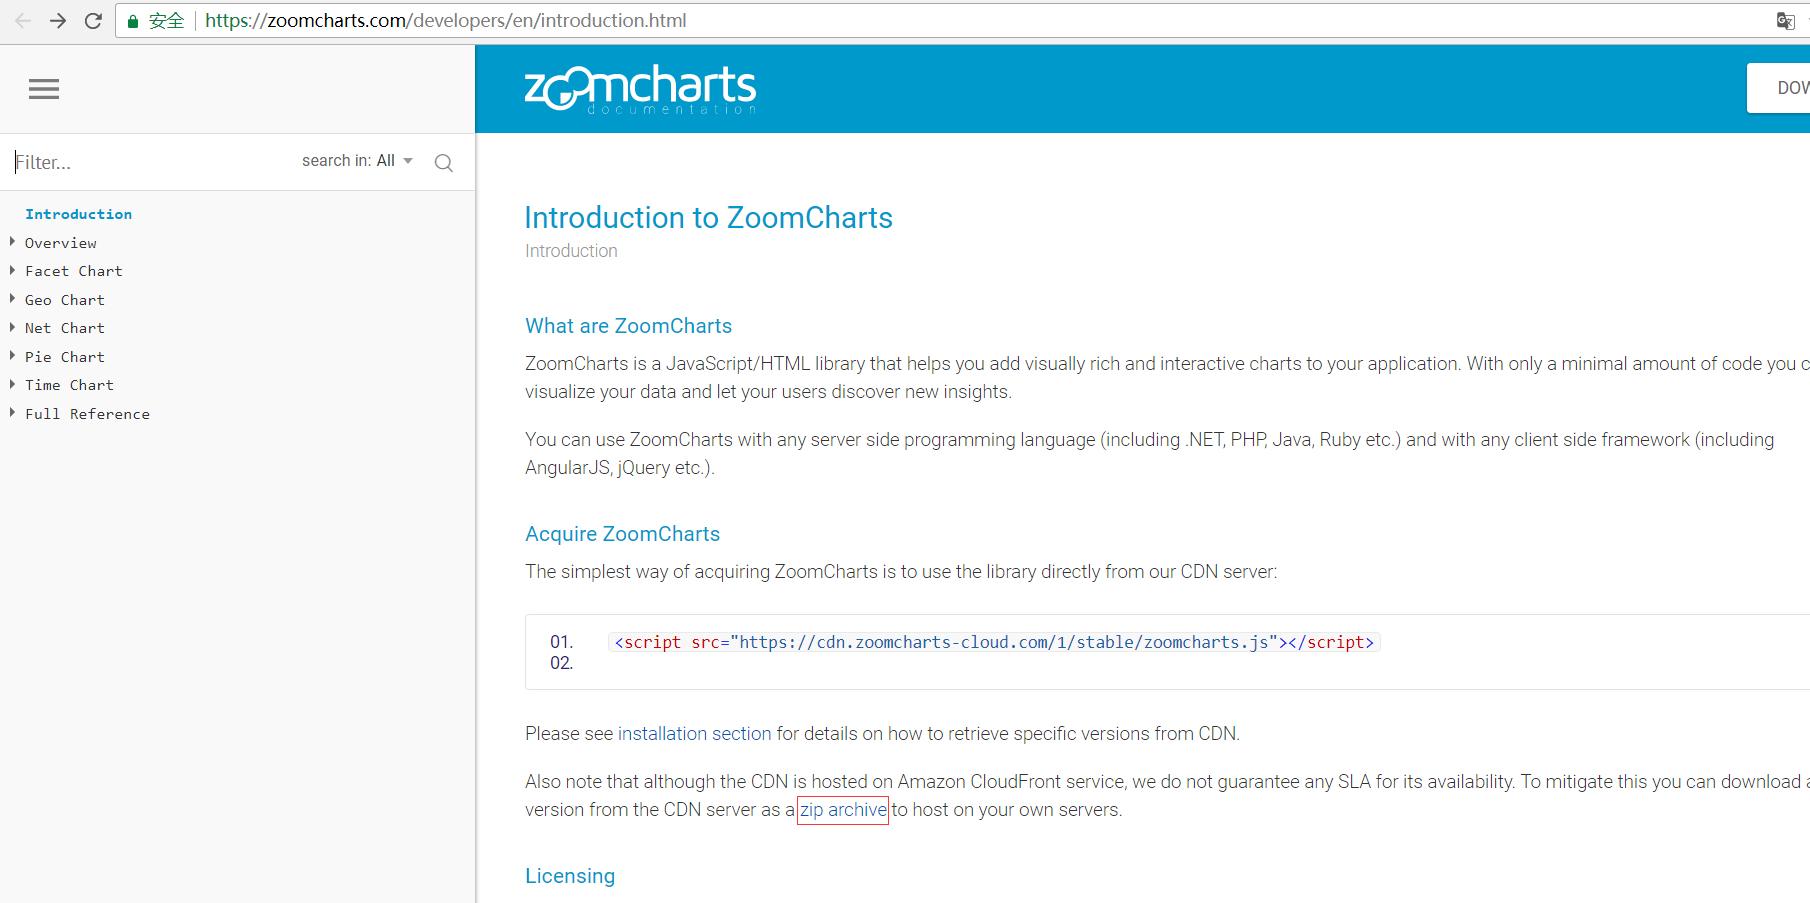 安全 https://zoomcharts.com/developers/en/introduction.html
zoomcharts
documentation
DOW
Filter...
search in: All
Introduction
Overview
Facet Chart
Geo Chart
Net Chart
Pie Chart
Time Chart
Full Reference
Introduction to ZoomCharts
Introduction
What are ZoomCharts
ZoomCharts is a JavaScript/HTML library that helps you add visually rich and interactive charts to your application. With only a minimal amount of code you c
visualize your data and let your users discover new insights.
You can use ZoomCharts with any server side programming language (including .NET, PHP, Java, Ruby etc.) and with any client side framework (including
AngularJS, jQuery etc.).
Acquire ZoomCharts
The simplest way of acquiring ZoomCharts is to use the library directly from our CDN server:
01. <script src="https://cdn.zoomcharts-cloud.com/1/stable/zoomcharts.js"></script>
02.
Please see installation section for details on how to retrieve specific versions from CDN.
Also note that although the CDN is hosted on Amazon CloudFront service, we do not guarantee any SLA for its availability. To mitigate this you can download a
version from the CDN server as a zip archive to host on your own servers.
Licensing